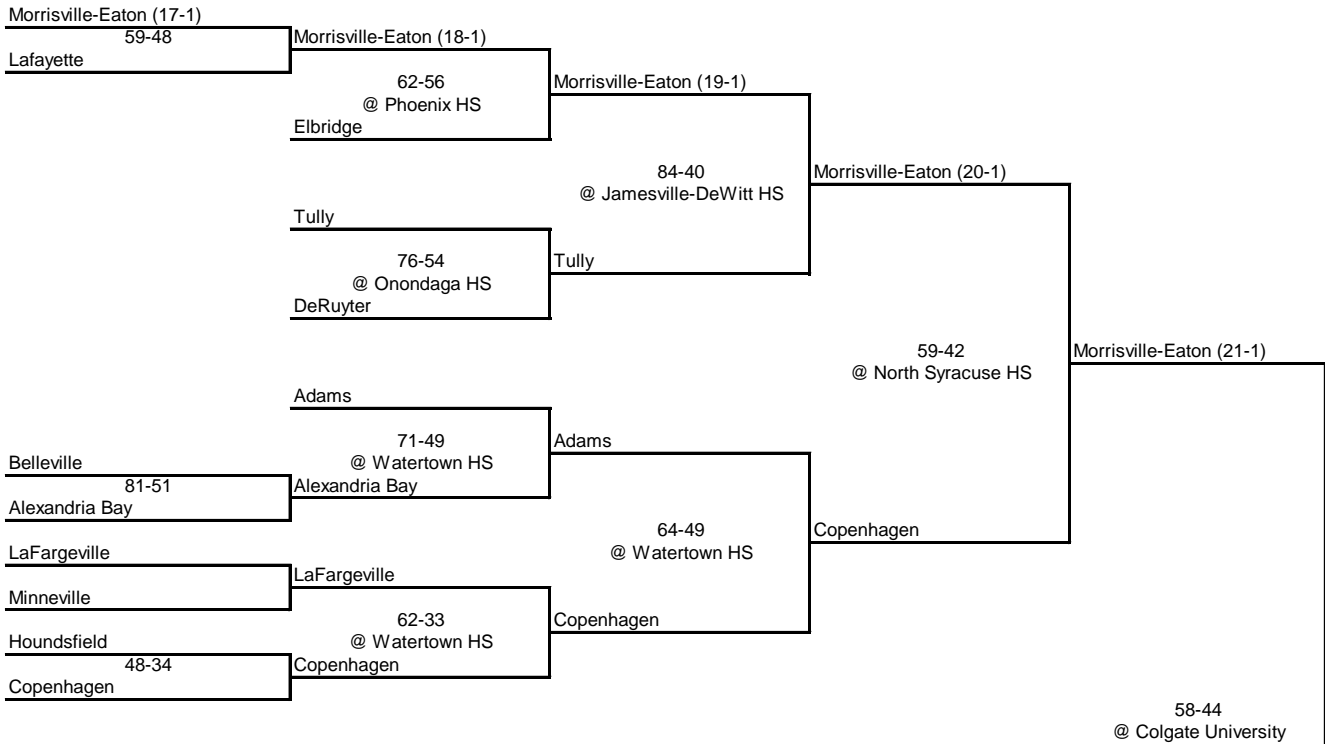 Morrisville-Eaton (17-1)
59-48
Lafayette
Morrisville-Eaton (18-1)
62-56
@ Phoenix HS
Elbridge
Morrisville-Eaton (19-1)
84-40
@ Jamesville-DeWitt HS
Tully
76-54
@ Onondaga HS
DeRuyter
Tully
Morrisville-Eaton (20-1)
59-42
@ North Syracuse HS
Morrisville-Eaton (21-1)
Adams
71-49
@ Watertown HS
Belleville
81-51
Alexandria Bay
Alexandria Bay
Adams
64-49
@ Watertown HS
Copenhagen
LaFargeville
Minneville
LaFargeville
62-33
@ Watertown HS
Houndsfield
48-34
Copenhagen
Copenhagen
Copenhagen
58-44
@ Colgate University